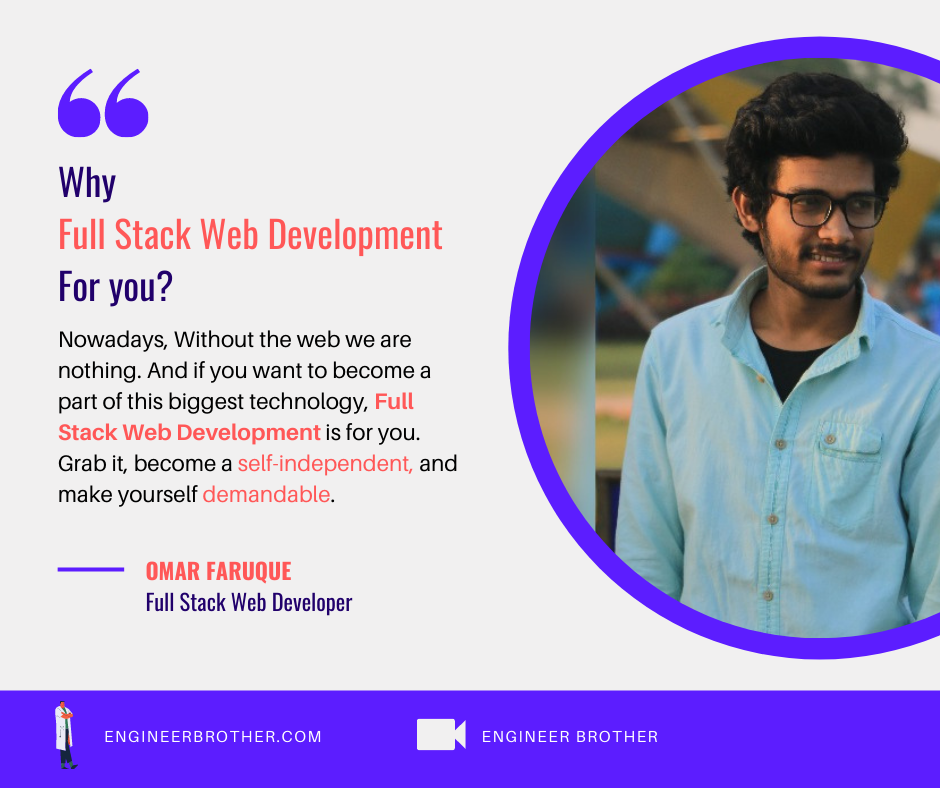 Why
Full Stack Web Development
For you?
Nowadays, Without the web we are
nothing. And if you want to become a
part of this biggest technology, Full
Stack Web Development is for you.
Grab it, become a self-independent, and
make yourself demandable.
OMAR FARUQUE
Full Stack Web Developer
ENGINEERBROTHER.COM
ENGINEER BROTHER